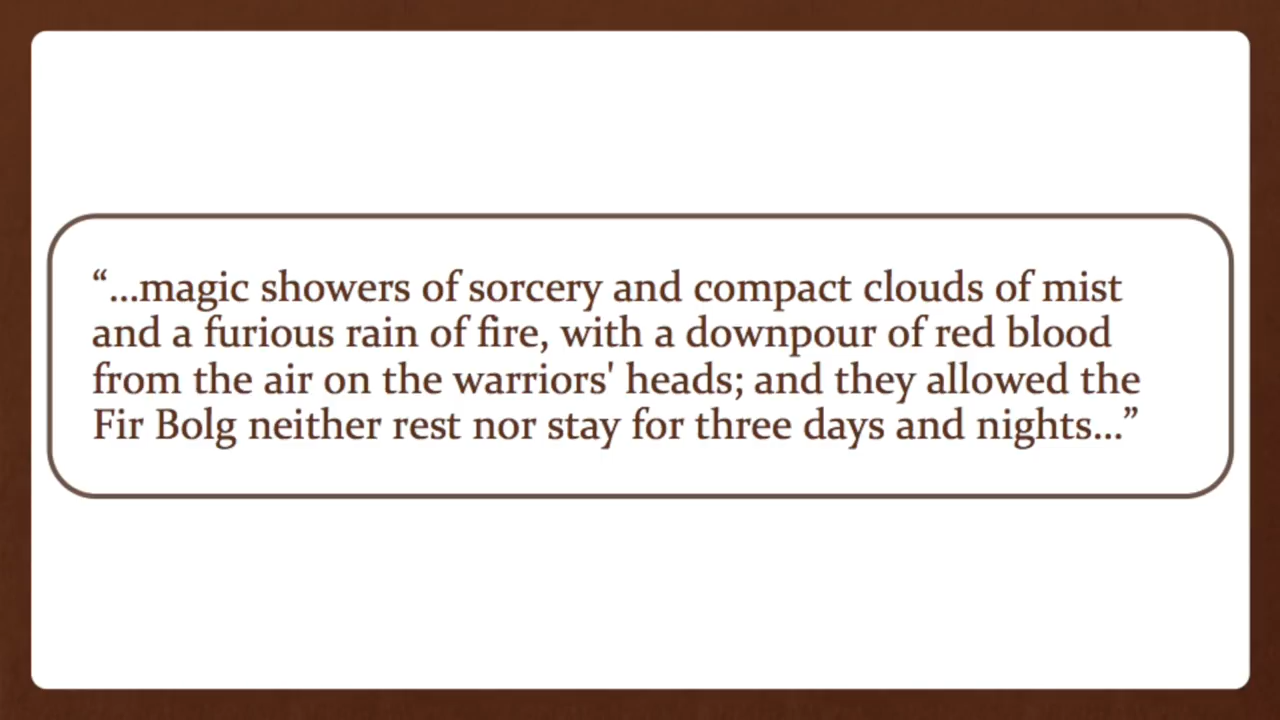 “...magic showers of sorcery and compact clouds of mist
and a furious rain of fire, with a downpour of red blood
from the air on the warriors' heads; and they allowed the
Fir Bolg neither rest nor stay for three days and nights...”